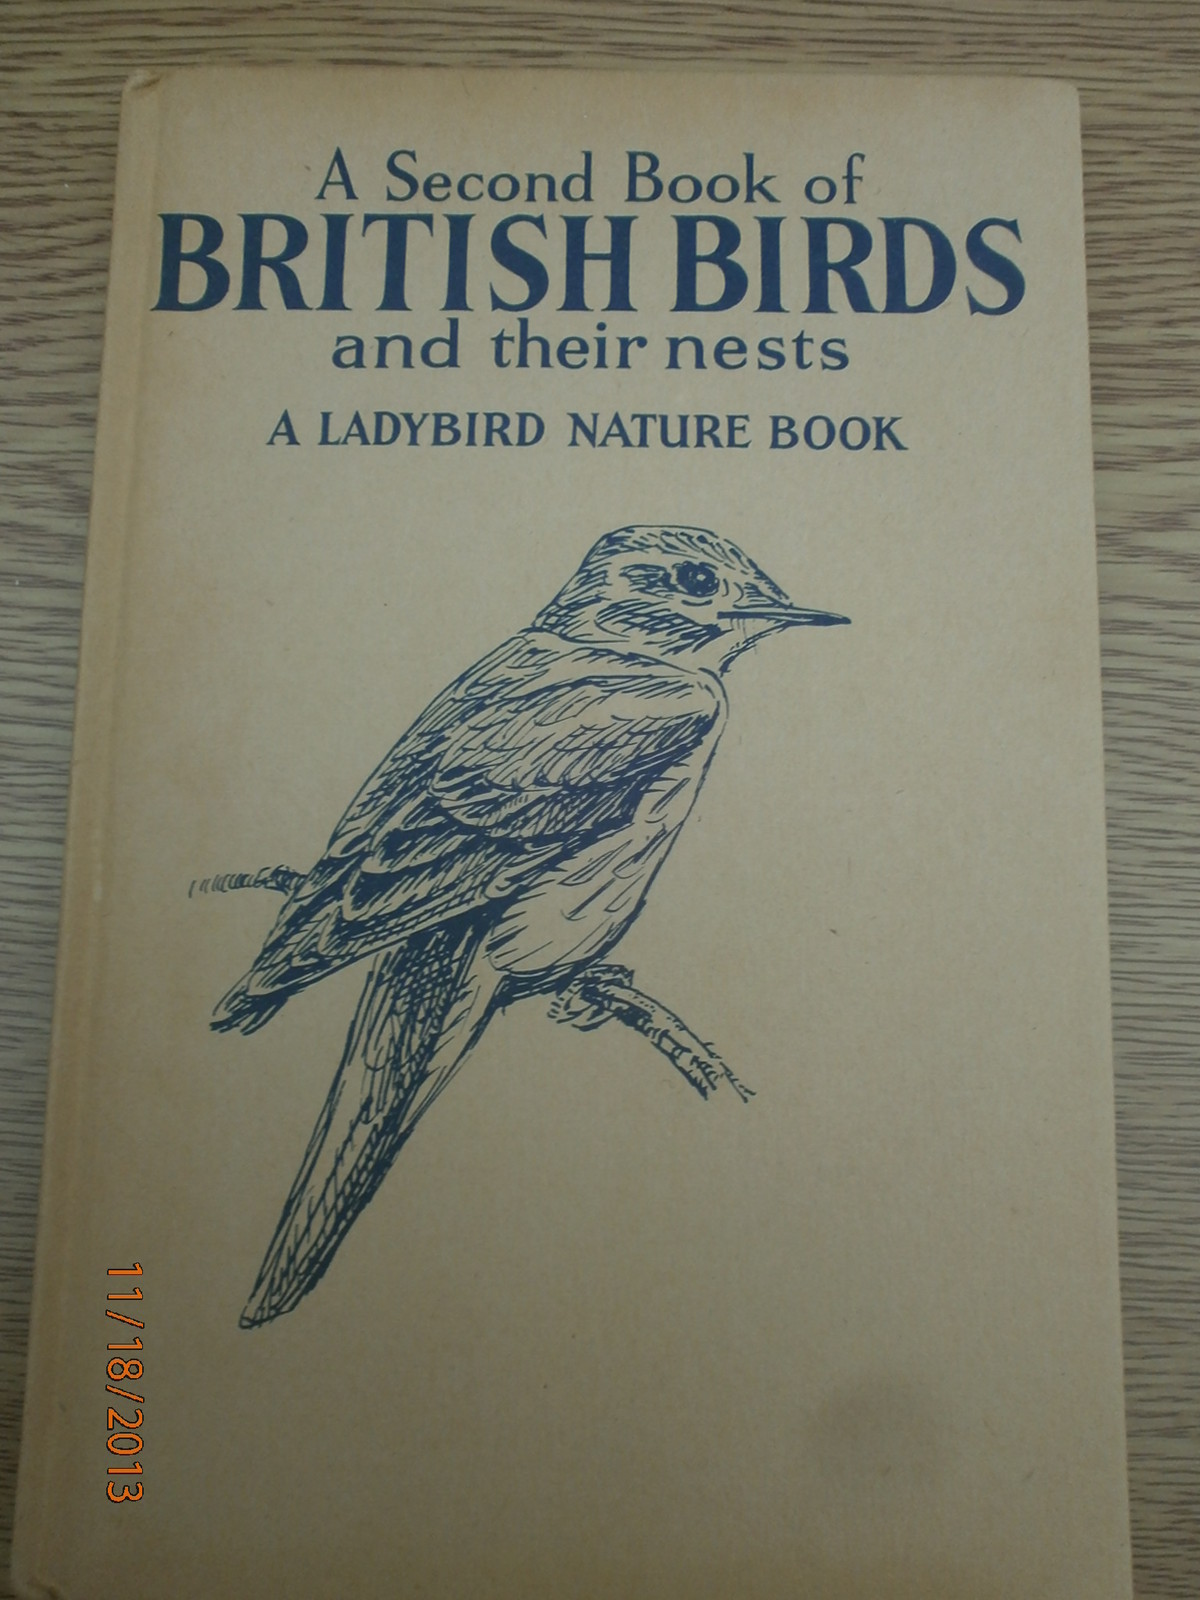 A Second Book of
BRITISH BIRDS
and their nests
A LADYBIRD NATURE BOOK
11/18/2013